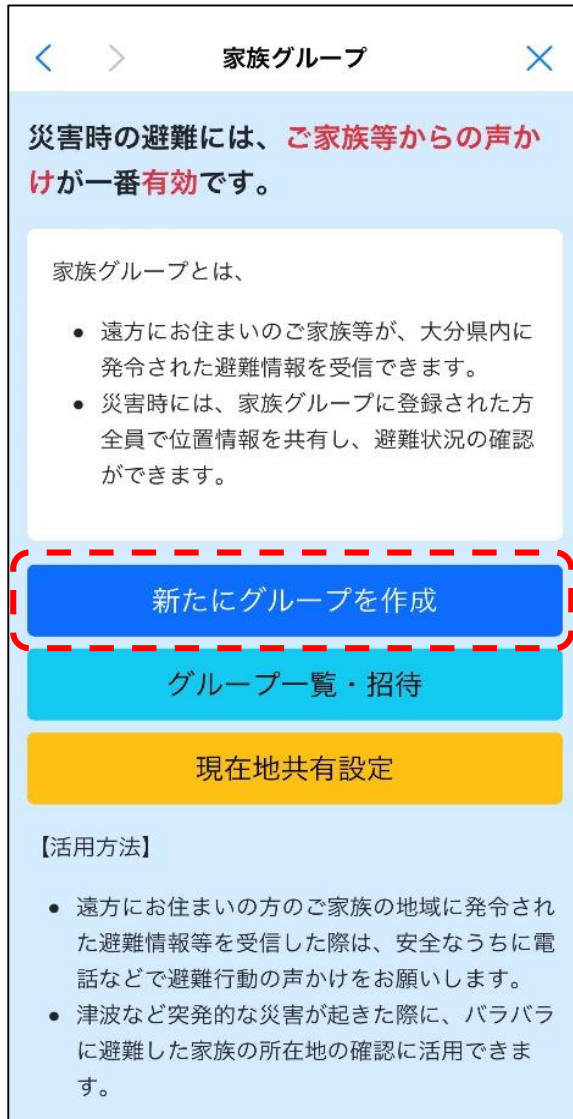 家族グループ
災害時の避難には、ご家族等からの声か
けが一番有効です。
家族グループとは、
● 遠方にお住まいのご家族等が、大分県内に
発令された避難情報を受信できます。
● 災害時には、家族グループに登録された方
全員で位置情報を共有し、避難状況の確認
ができます。
新たにグループを作成
グループ一覧・招待
現在地共有設定
【活用方法】
● 遠方にお住まいの方のご家族の地域に発令され
た避難情報等を受信した際は、安全なうちに電
話などで避難行動の声かけをお願いします。
● 津波など突発的な災害が起きた際に、バラバラ
に避難した家族の所在地の確認に活用できま
す。